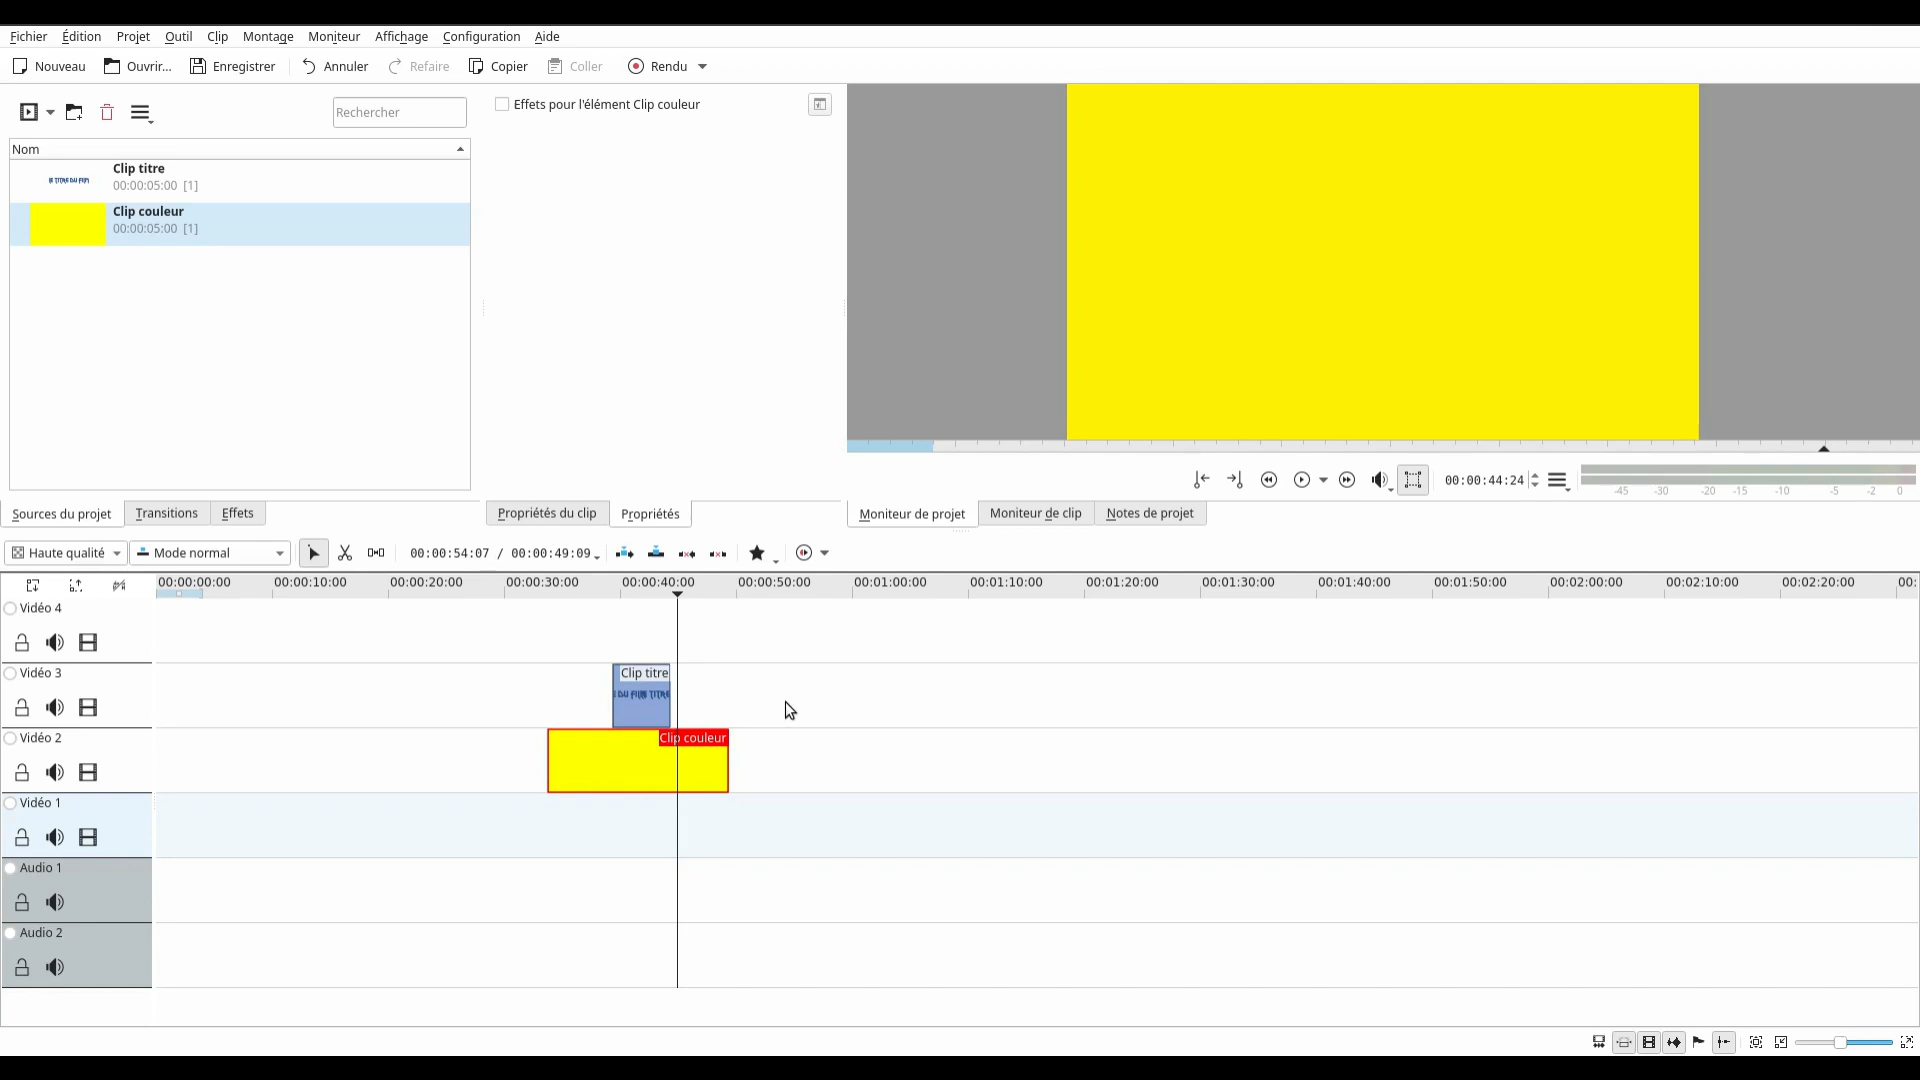 Fichier Édition Projet Outil Clip Montage Moniteur Affichage Configuration Aide
Nouveau Ouvrir... Enregistrer Annuler Refaire Copier Coller Rendu
Rechercher
Effets pour l'élément Clip couleur
Nom
Clip titre
00:00:05:00 [1]
Clip couleur
00:00:05:00 [1]
00:00:44:24
-45 -30 -20 -15 -10 -5 -2 0
Sources du projet Transitions Effets Propriétés du clip Propriétés Moniteur de projet Moniteur de clip Notes de projet
Haute qualité Mode normal 00:00:54:07 / 00:00:49:09
00:00:00:00 00:00:10:00 00:00:20:00 00:00:30:00 00:00:40:00 00:00:50:00 00:01:00:00 00:01:10:00 00:01:20:00 00:01:30:00 00:01:40:00 00:01:50:00 00:02:00:00 00:02:10:00 00:02:20:00 00:
Vidéo 4
Vidéo 3
Clip titre
Vidéo 2
Clip couleur
Vidéo 1
Audio 1
Audio 2